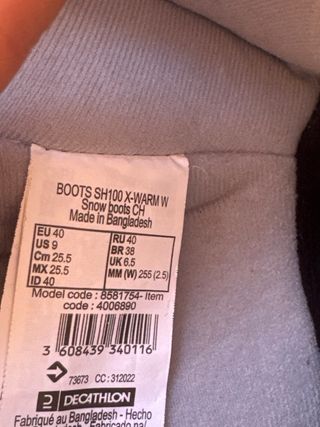 BOOTS SH100 X-WARM W
Snow boots CH
Made in Bangladesh
EU 40
US 9
Cm 25.5
MX 25.5
ID 40
RU 40
BR 38
UK 6.5
MM (W) 255 (2.5)
Model code : 8581754- Item
code : 4006890
3 608439 340116
73673 CC : 312022
DECATHLON
Fabriqué au Bangladesh - Hecho